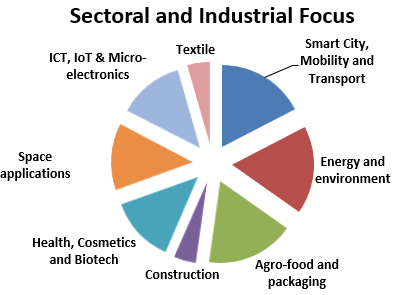 Sectoral and Industrial Focus
Textile
Smart City,
Mobility and
Transport
ICT, IoT & Micro-
electronics
Energy and
environment
Space
applications
Health, Cosmetics
and Biotech
Construction
Agro-food and
packaging